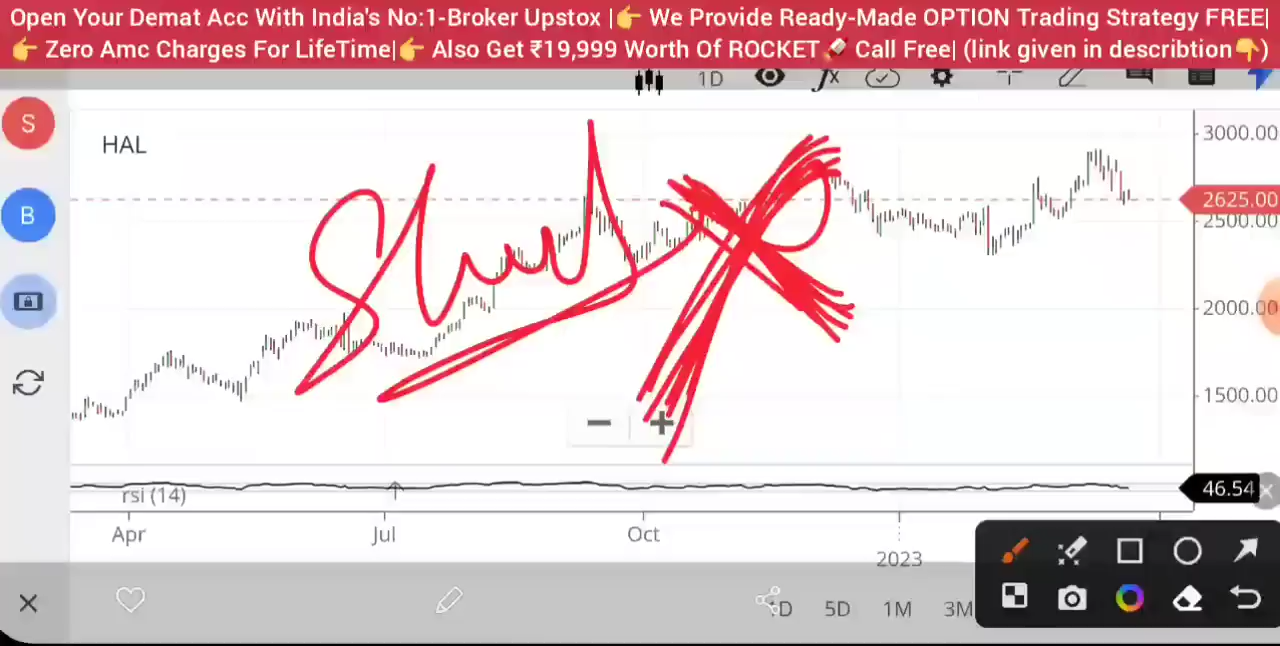 Open Your Demat Acc With India's No:1-Broker Upstox |👉 We Provide Ready-Made OPTION Trading Strategy FREE|
👉 Zero Amc Charges For LifeTime|👉 Also Get ₹19,999 Worth Of ROCKET🚀 Call Free| (link given in describtion👇)
1D fx
S
HAL
3000.00
B
2625.00
2500.00
2000.00
1500.00
− +
rsi (14)
46.54
Apr Jul Oct
2023
1D 5D 1M 3M